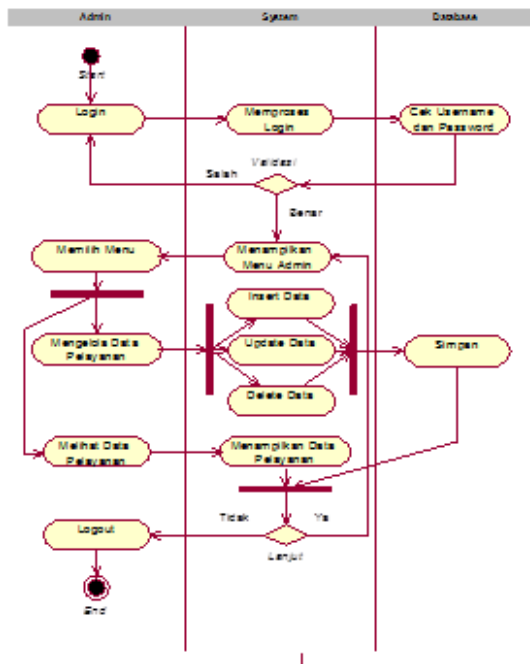 Admin
System
Database
Start
Login
Memproses
Login
Cek Username
dan Password
Validasi
Salah
Benar
Memilih Menu
Menampilkan
Menu Admin
Insert Data
Mengelola Data
Pelayanan
Update Data
Simpan
Delete Data
Melihat Data
Pelayanan
Menampilkan Data
Pelayanan
Tidak
Ya
Logout
Lanjut
End